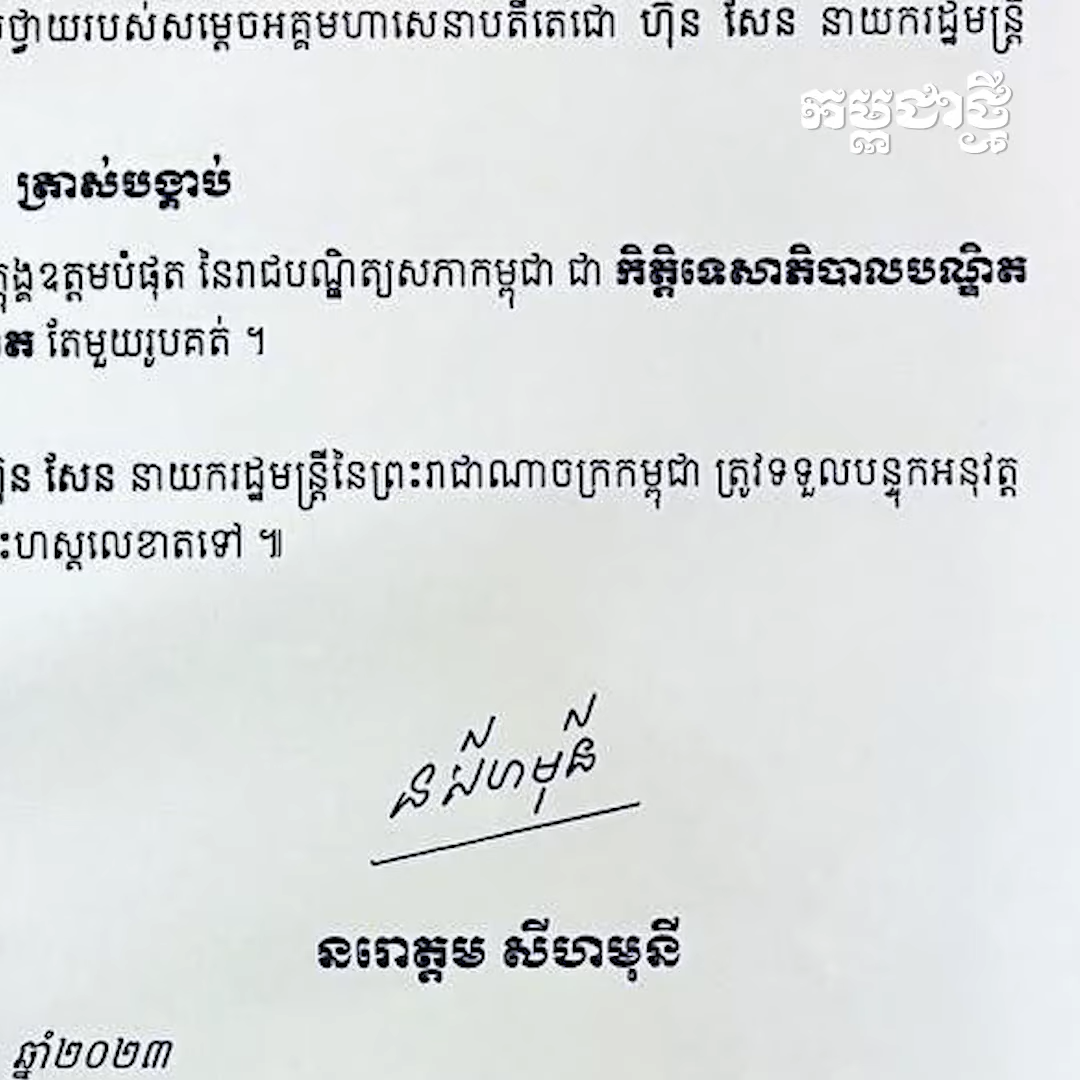 ថ្វាយរបស់សម្តេចអគ្គមហាសេនាបតីតេជោ ហ៊ុន សែន នាយករដ្ឋមន្ត្រី
កម្ពុជាថ្មី
ត្រាស់បង្គាប់
ឧត្តមបំផុត នៃរាជបណ្ឌិត្យសភាកម្ពុជា ជា កិត្តិទេសាភិបាលបណ្ឌិត
តែមួយរូបគត់ ។
សែន នាយករដ្ឋមន្ត្រីនៃព្រះរាជាណាចក្រកម្ពុជា ត្រូវទទួលបន្ទុកអនុវត្ត
ហស្តលេខាតទៅ ៕
ន សីហមុនី
នរោត្តម សីហមុនី
ឆ្នាំ២០២៣